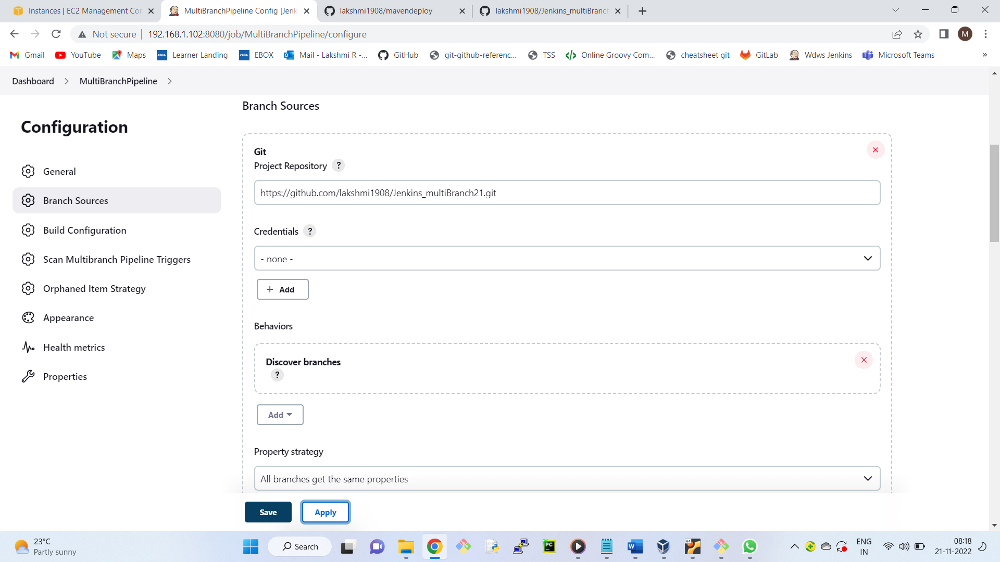 Instances | EC2 Management Con
MultiBranchPipeline Config [Jenk
lakshmi1908/mavendeploy
lakshmi1908/Jenkins_multiBranch
Not secure
192.168.1.102:8080/job/MultiBranchPipeline/configure
M
Gmail
YouTube
Maps
HCL
Learner Landing
HCL
EBOX
Mail - Lakshmi R -...
GitHub
git-github-referenc...
TSS
Online Groovy Com...
cheatsheet git
GitLab
Wdws Jenkins
Microsoft Teams
»
Dashboard
MultiBranchPipeline
Configuration
General
Branch Sources
Build Configuration
Scan Multibranch Pipeline Triggers
Orphaned Item Strategy
Appearance
Health metrics
Properties
Branch Sources
Git
Project Repository ?
https://github.com/lakshmi1908/Jenkins_multiBranch21.git
Credentials ?
- none -
+ Add
Behaviors
Discover branches
?
Add
Property strategy
All branches get the same properties
Save
Apply
23°C
Partly sunny
Search
PC
W
64
ENG
IN
08:18
21-11-2022